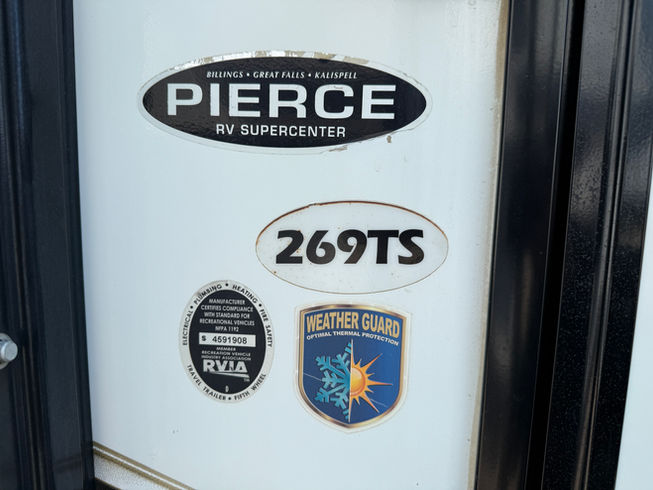 BILLINGS • GREAT FALLS • KALISPELL
PIERCE
RV SUPERCENTER
269TS
ELECTRICAL • PLUMBING • HEATING • FIRE SAFETY
MANUFACTURER
CERTIFIES COMPLIANCE
WITH STANDARD FOR
RECREATIONAL VEHICLES
NFPA 1192
S 4591908
MEMBER
RECREATION VEHICLE
INDUSTRY ASSOCIATION
RVIA
D
TRAVEL TRAILER • FIFTH WHEEL
WEATHER GUARD
OPTIMAL THERMAL PROTECTION